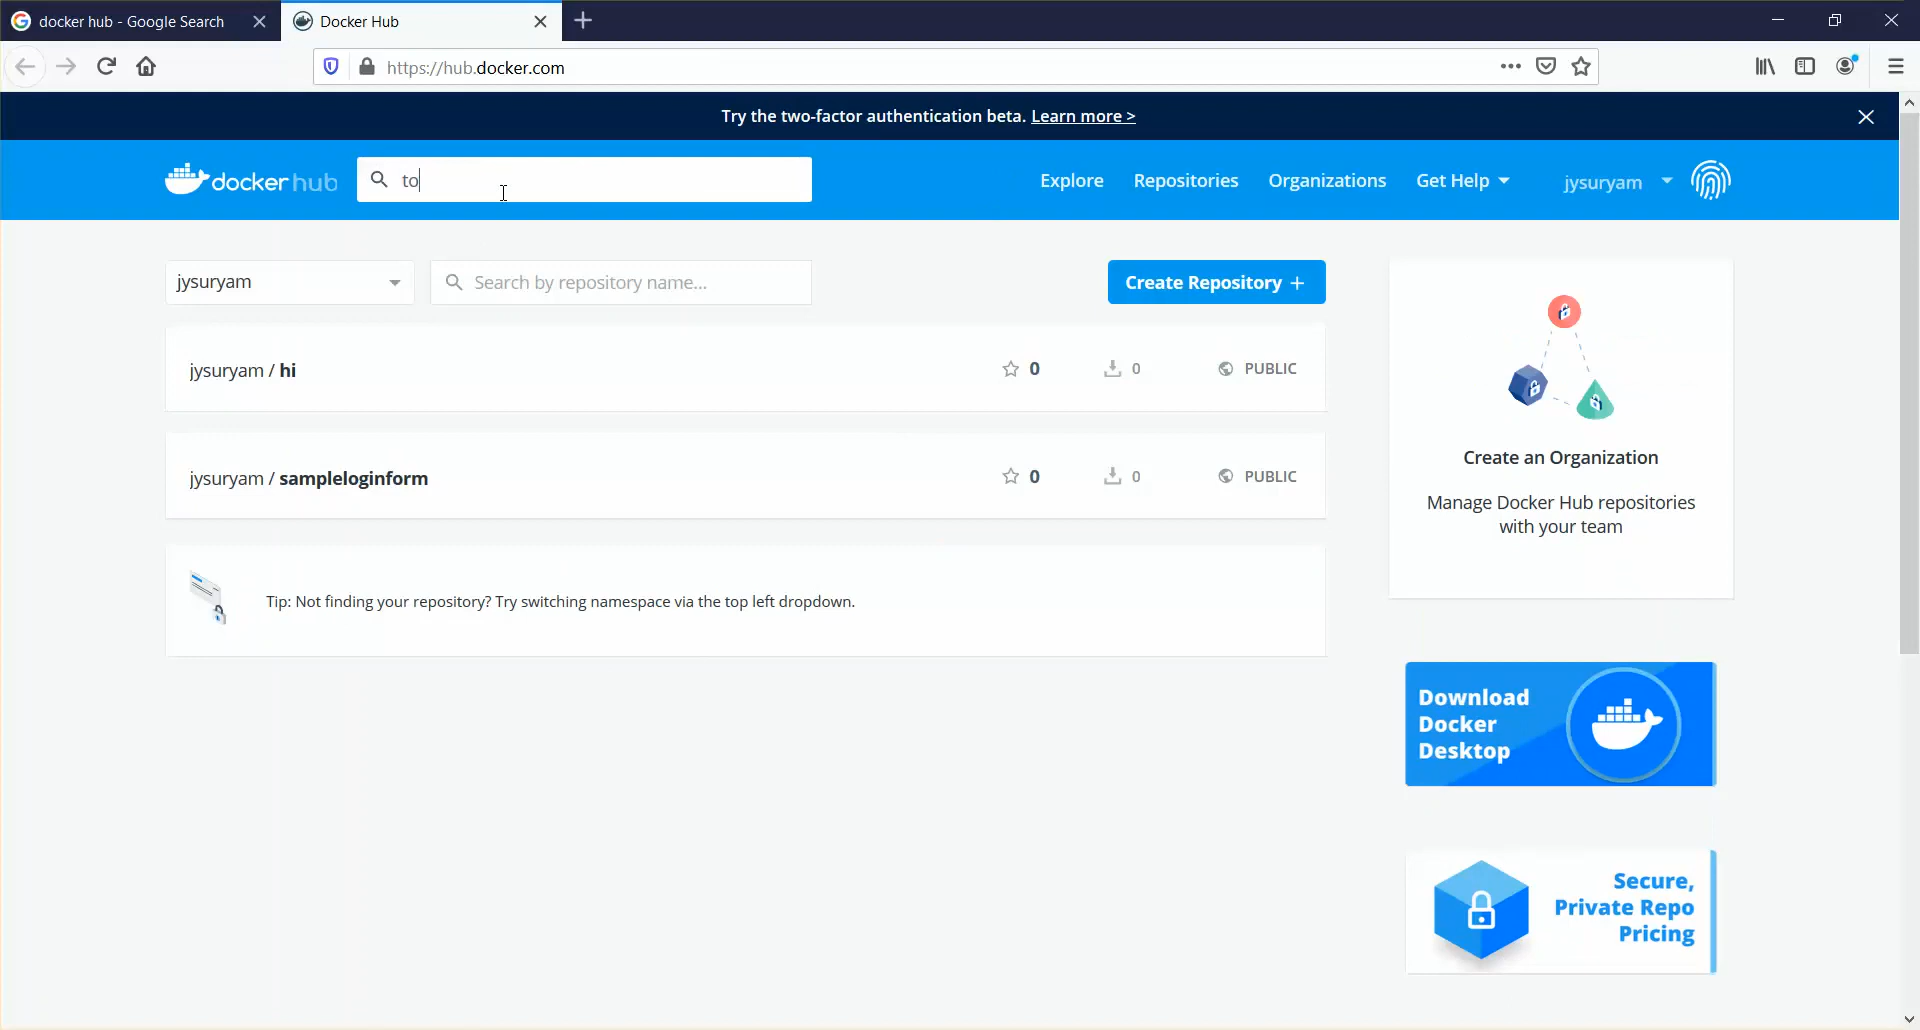 docker hub - Google Search
Docker Hub
https://hub.docker.com
Try the two-factor authentication beta. Learn more >
docker hub
to
Explore
Repositories
Organizations
Get Help
jysuryam
jysuryam
Search by repository name...
Create Repository +
jysuryam / hi
0
0
PUBLIC
jysuryam / sampleloginform
0
0
PUBLIC
Tip: Not finding your repository? Try switching namespace via the top left dropdown.
Create an Organization
Manage Docker Hub repositories
with your team
Download
Docker
Desktop
Secure,
Private Repo
Pricing